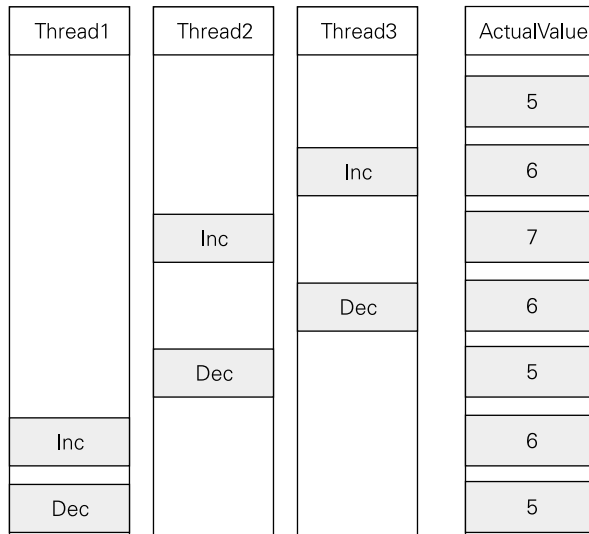 Thread1 Thread2 Thread3 ActualValue
5
Inc 6
Inc 7
Dec 6
Dec 5
Inc 6
Dec 5